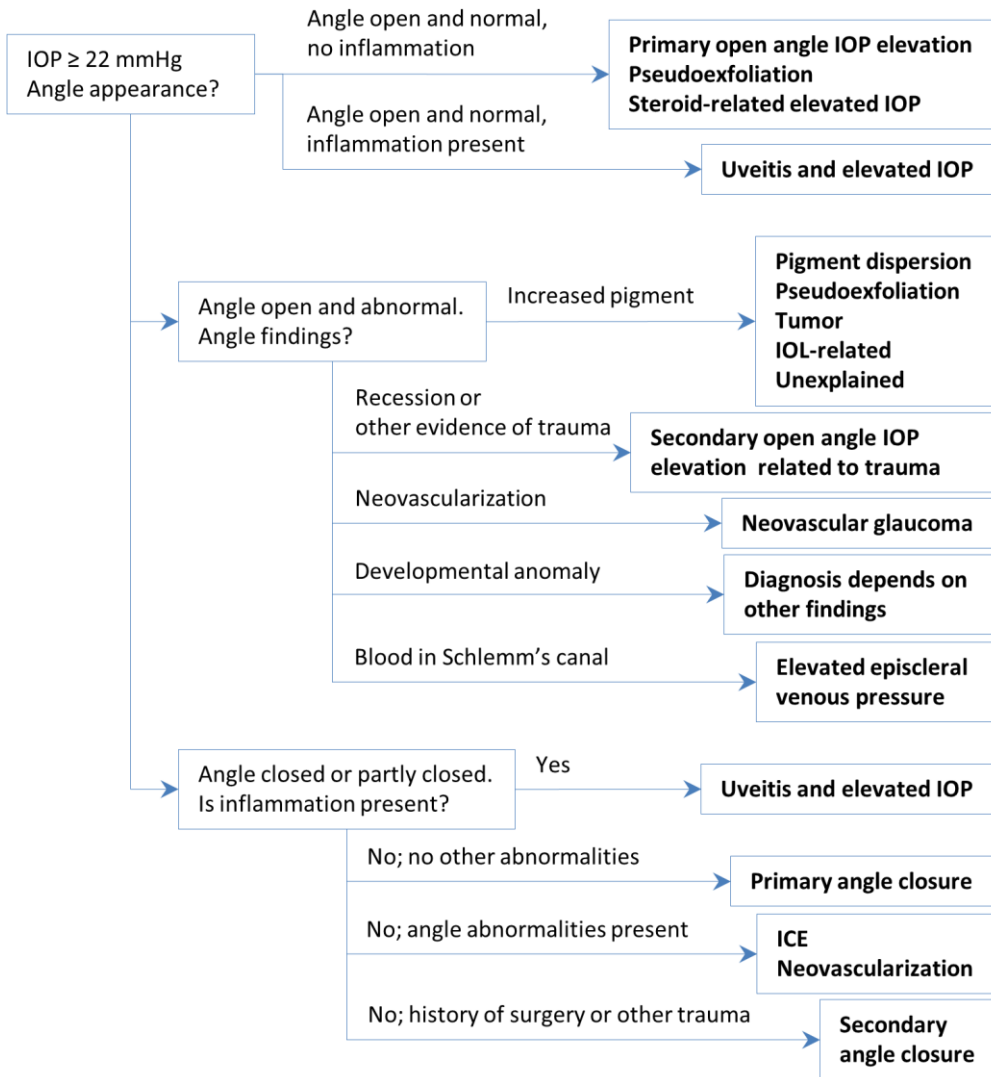 IOP ≥ 22 mmHg
Angle appearance?
Angle open and normal,
no inflammation
Primary open angle IOP elevation
Pseudoexfoliation
Steroid-related elevated IOP
Angle open and normal,
inflammation present
Uveitis and elevated IOP
Angle open and abnormal.
Angle findings?
Increased pigment
Pigment dispersion
Pseudoexfoliation
Tumor
IOL-related
Unexplained
Recession or
other evidence of trauma
Secondary open angle IOP
elevation related to trauma
Neovascularization
Neovascular glaucoma
Developmental anomaly
Diagnosis depends on
other findings
Blood in Schlemm's canal
Elevated episcleral
venous pressure
Angle closed or partly closed.
Is inflammation present?
Yes
Uveitis and elevated IOP
No; no other abnormalities
Primary angle closure
No; angle abnormalities present
ICE
Neovascularization
No; history of surgery or other trauma
Secondary
angle closure